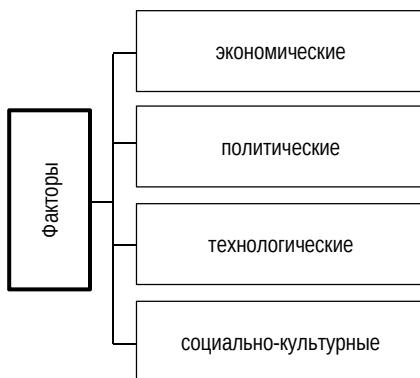 Факторы
экономические
политические
технологические
социально-культурные